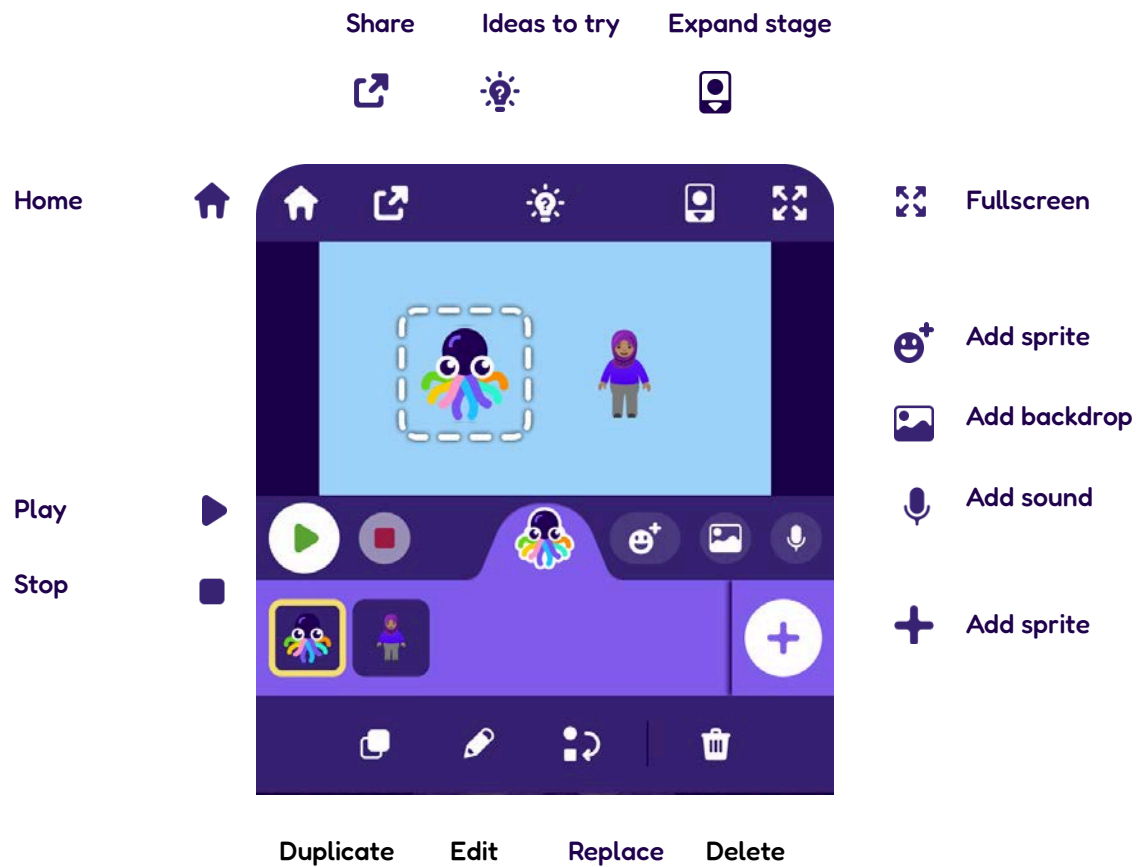 Share Ideas to try Expand stage
Home
Fullscreen
Add sprite
Add backdrop
Add sound
Play
Stop
Add sprite
Duplicate Edit Replace Delete